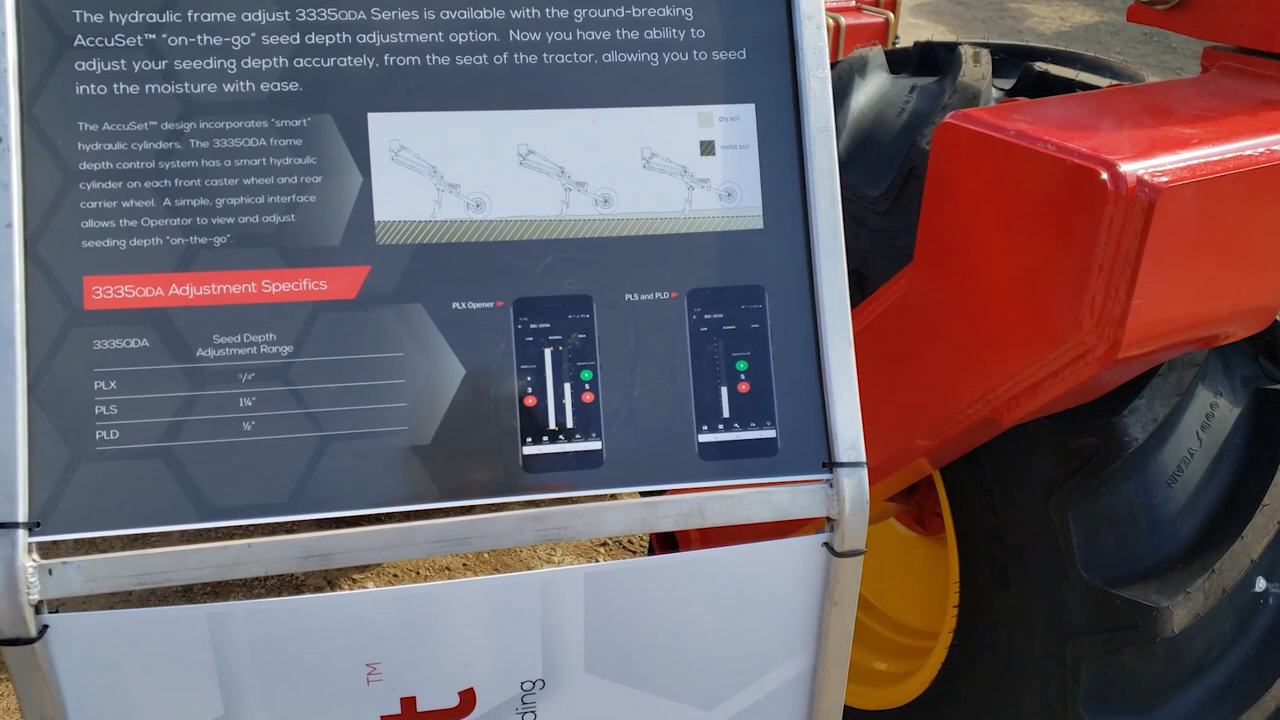 The hydraulic frame adjust 3335QDA Series is available with the ground-breaking
AccuSet™ "on-the-go" seed depth adjustment option. Now you have the ability to
adjust your seeding depth accurately, from the seat of the tractor, allowing you to seed
into the moisture with ease.
The AccuSet™ design incorporates "smart"
hydraulic cylinders. The 3335QDA frame
depth control system has a smart hydraulic
cylinder on each front caster wheel and rear
carrier wheel. A simple, graphical interface
allows the Operator to view and adjust
seeding depth "on-the-go".
dry soil
moist soil
3335QDA Adjustment Specifics
3335QDA Seed Depth
Adjustment Range
PLX 3/4"
PLS 1¼"
PLD ½"
PLX Opener
PLS and PLD
t™
ding
GOODYEAR